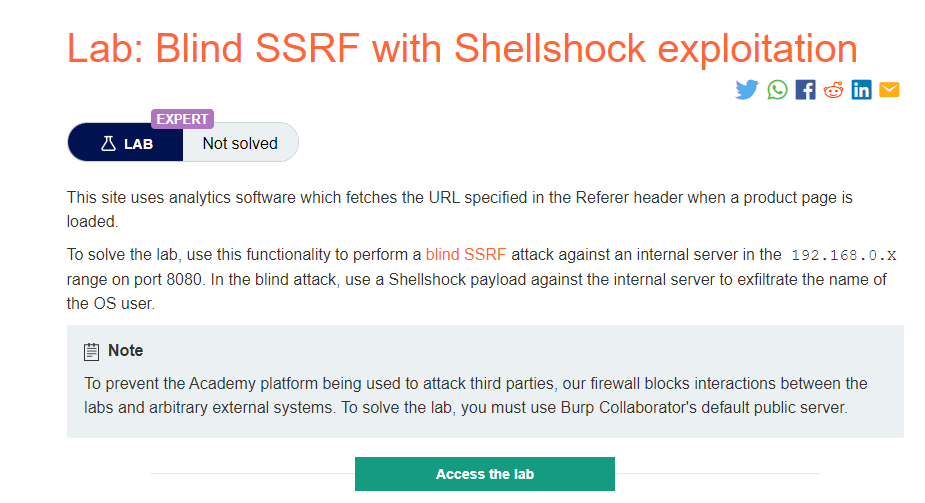 Lab: Blind SSRF with Shellshock exploitation
EXPERT
LAB
Not solved
This site uses analytics software which fetches the URL specified in the Referer header when a product page is
loaded.
To solve the lab, use this functionality to perform a blind SSRF attack against an internal server in the 192.168.0.X
range on port 8080. In the blind attack, use a Shellshock payload against the internal server to exfiltrate the name of
the OS user.
Note
To prevent the Academy platform being used to attack third parties, our firewall blocks interactions between the
labs and arbitrary external systems. To solve the lab, you must use Burp Collaborator's default public server.
Access the lab